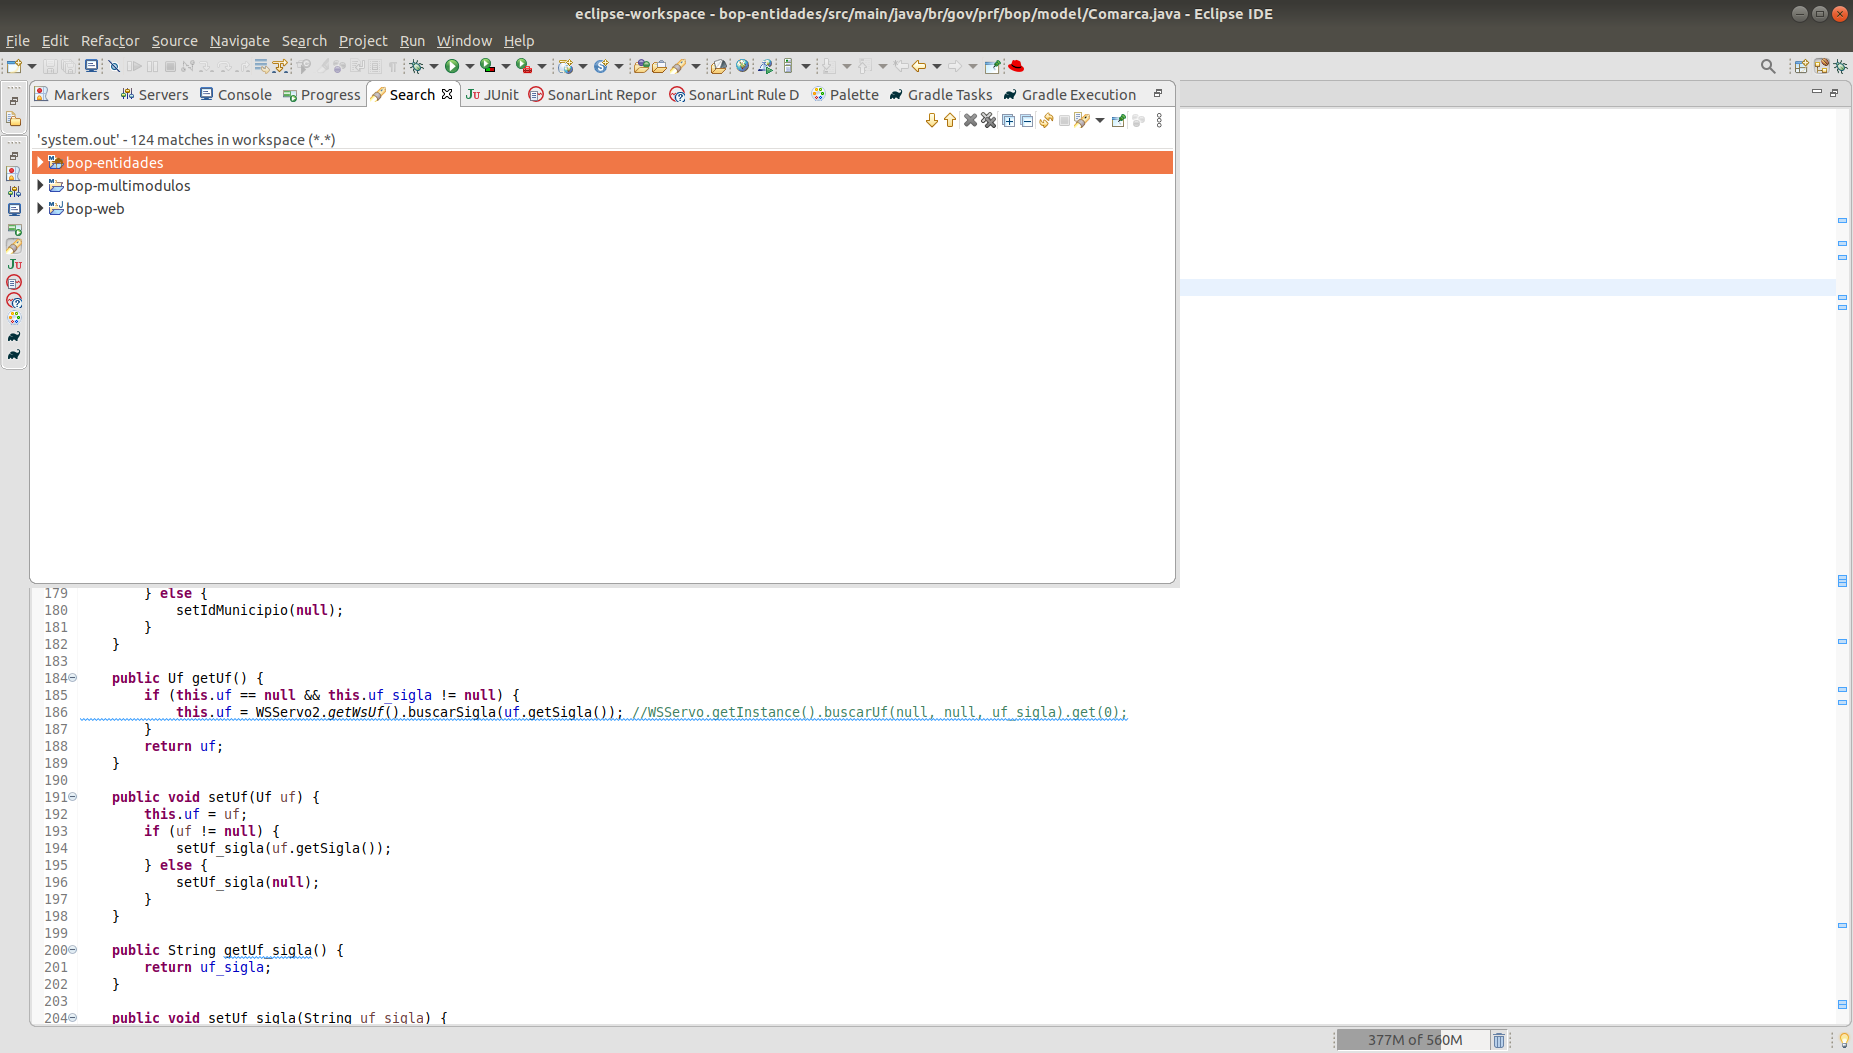 eclipse-workspace - bop-entidades/src/main/java/br/gov/prf/bop/model/Comarca.java - Eclipse IDE
File Edit Refactor Source Navigate Search Project Run Window Help
Markers Servers Console Progress Search JUnit SonarLint Repor SonarLint Rule D Palette Gradle Tasks Gradle Execution
'system.out' - 124 matches in workspace (*.*)
bop-entidades
bop-multimodulos
bop-web
179 } else {
180 setIdMunicipio(null);
181 }
182 }
183
184 public Uf getUf() {
185 if (this.uf == null && this.uf_sigla != null) {
186 this.uf = WSServo2.getWsUf().buscarSigla(uf.getSigla()); //WSServo.getInstance().buscarUf(null, null, uf_sigla).get(0);
187 }
188 return uf;
189 }
190
191 public void setUf(Uf uf) {
192 this.uf = uf;
193 if (uf != null) {
194 setUf_sigla(uf.getSigla());
195 } else {
196 setUf_sigla(null);
197 }
198 }
199
200 public String getUf_sigla() {
201 return uf_sigla;
202 }
203
204 public void setUf_sigla(String uf_sigla) {
377M of 560M